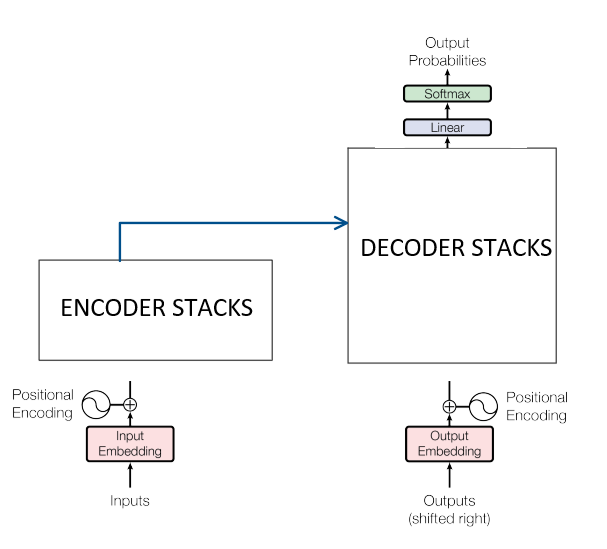 Output
Probabilities
Softmax
Linear
DECODER STACKS
ENCODER STACKS
Positional
Encoding
Input
Embedding
Inputs
Positional
Encoding
Output
Embedding
Outputs
(shifted right)